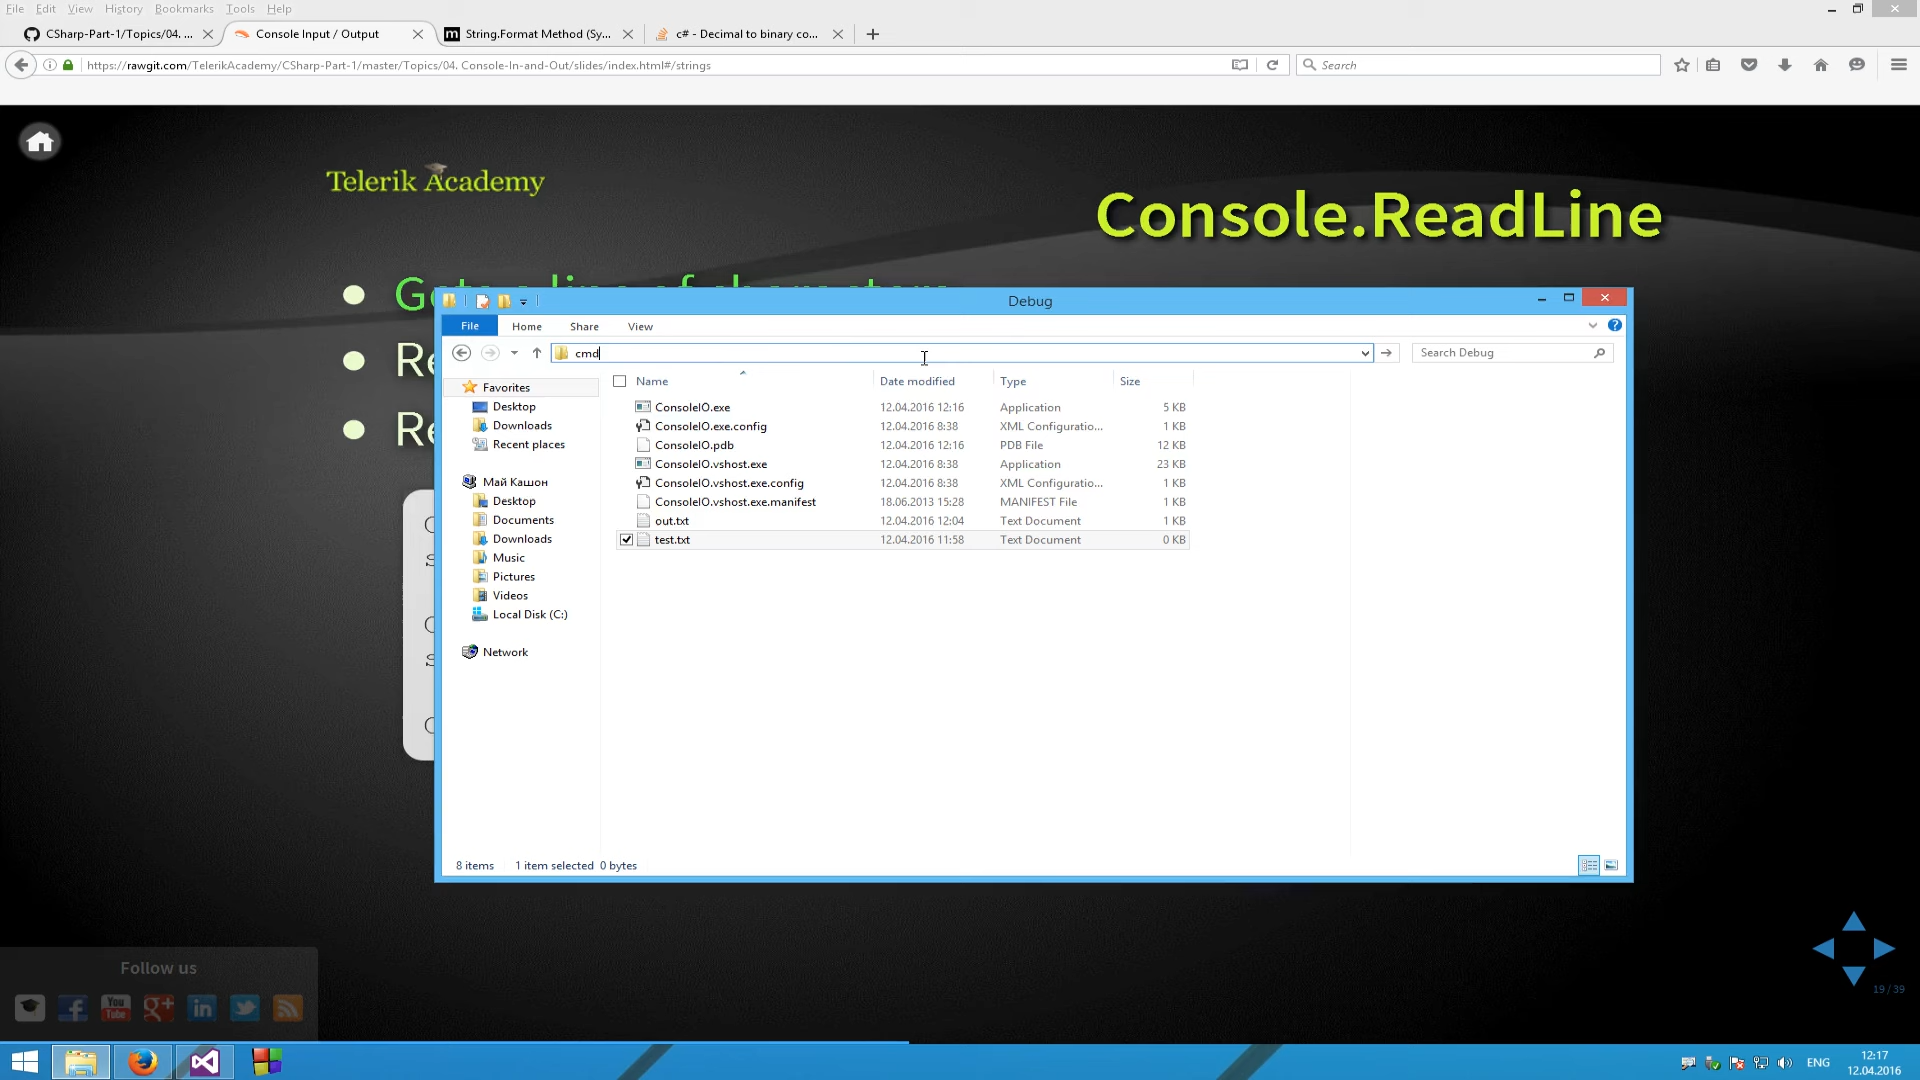 File Edit View History Bookmarks Tools Help
CSharp-Part-1/Topics/04. ...
Console Input / Output
String.Format Method (Sy...
c# - Decimal to binary co...
https://rawgit.com/TelerikAcademy/CSharp-Part-1/master/Topics/04. Console-In-and-Out/slides/index.html#/strings
Search
Telerik Academy
Console.ReadLine
Debug
File Home Share View
cmd
Search Debug
Name Date modified Type Size
ConsoleIO.exe 12.04.2016 12:16 Application 5 KB
ConsoleIO.exe.config 12.04.2016 8:38 XML Configuratio... 1 KB
ConsoleIO.pdb 12.04.2016 12:16 PDB File 12 KB
ConsoleIO.vshost.exe 12.04.2016 8:38 Application 23 KB
ConsoleIO.vshost.exe.config 12.04.2016 8:38 XML Configuratio... 1 KB
ConsoleIO.vshost.exe.manifest 18.06.2013 15:28 MANIFEST File 1 KB
out.txt 12.04.2016 12:04 Text Document 1 KB
test.txt 12.04.2016 11:58 Text Document 0 KB
Favorites
Desktop
Downloads
Recent places
Май Кашон
Desktop
Documents
Downloads
Music
Pictures
Videos
Local Disk (C:)
Network
8 items 1 item selected 0 bytes
Follow us
You
Tube
g+
in
19 / 39
ENG
12:17
12.04.2016